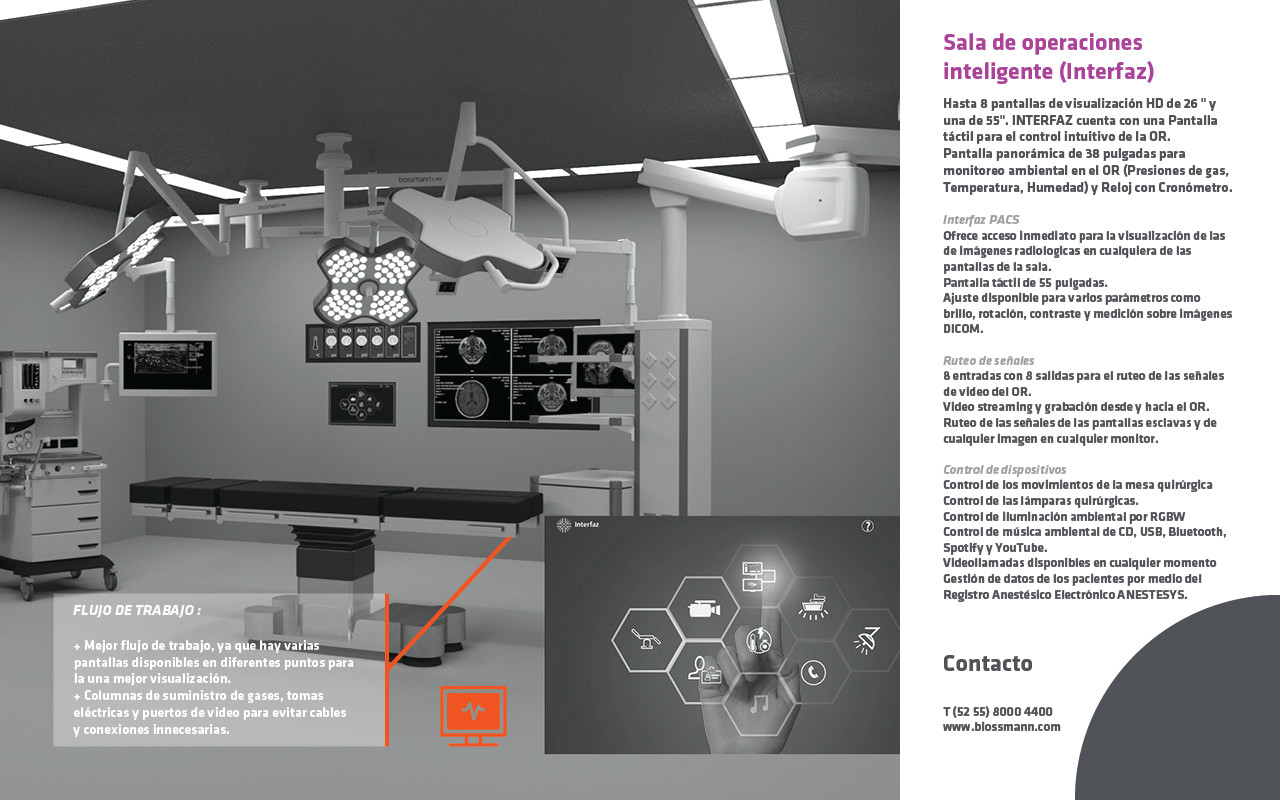 Sala de operaciones
inteligente (Interfaz)
Hasta 8 pantallas de visualización HD de 26 " y
una de 55". INTERFAZ cuenta con una Pantalla
táctil para el control intuitivo de la OR.
Pantalla panorámica de 38 pulgadas para
monitoreo ambiental en el OR (Presiones de gas,
Temperatura, Humedad) y Reloj con Cronómetro.
Interfaz PACS
Ofrece acceso inmediato para la visualización de las
de imágenes radiologicas en cualquiera de las
pantallas de la sala.
Pantalla táctil de 55 pulgadas.
Ajuste disponible para varios parámetros como
brillo, rotación, contraste y medición sobre imágenes
DICOM.
Ruteo de señales
8 entradas con 8 salidas para el ruteo de las señales
de video del OR.
Video streaming y grabación desde y hacia el OR.
Ruteo de las señales de las pantallas esclavas y de
cualquier imagen en cualquier monitor.
Control de dispositivos
Control de los movimientos de la mesa quirúrgica
Control de las lámparas quirúrgicas.
Control de iluminación ambiental por RGBW
Control de música ambiental de CD, USB, Bluetooth,
Spotify y YouTube.
Videollamadas disponibles en cualquier momento
Gestión de datos de los pacientes por medio del
Registro Anestésico Electrónico ANESTESYS.
Contacto
T (52 55) 8000 4400
www.blossmann.com
blossmann
CO₂ N₂O Aire O₂ N
Interfaz
?
FLUJO DE TRABAJO :
+ Mejor flujo de trabajo, ya que hay varias
pantallas disponibles en diferentes puntos para
la una mejor visualización.
+ Columnas de suministro de gases, tomas
eléctricas y puertos de video para evitar cables
y conexiones innecesarias.